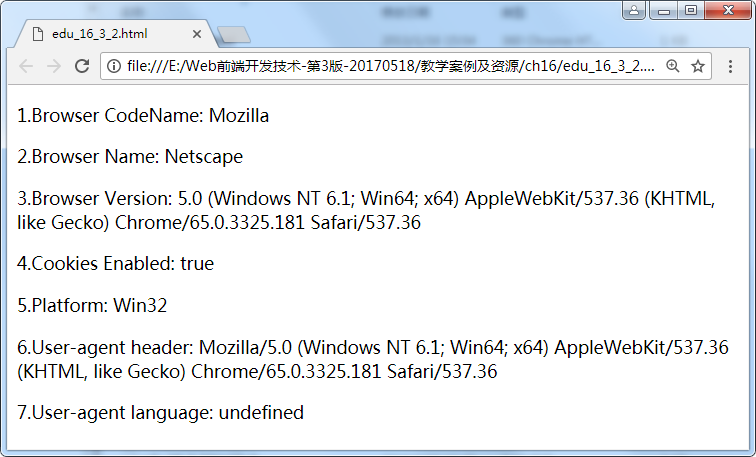 edu_16_3_2.html
file:///E:/Web前端开发技术-第3版-20170518/教学案例及资源/ch16/edu_16_3_2....
1.Browser CodeName: Mozilla
2.Browser Name: Netscape
3.Browser Version: 5.0 (Windows NT 6.1; Win64; x64) AppleWebKit/537.36 (KHTML,
like Gecko) Chrome/65.0.3325.181 Safari/537.36
4.Cookies Enabled: true
5.Platform: Win32
6.User-agent header: Mozilla/5.0 (Windows NT 6.1; Win64; x64) AppleWebKit/537.36
(KHTML, like Gecko) Chrome/65.0.3325.181 Safari/537.36
7.User-agent language: undefined